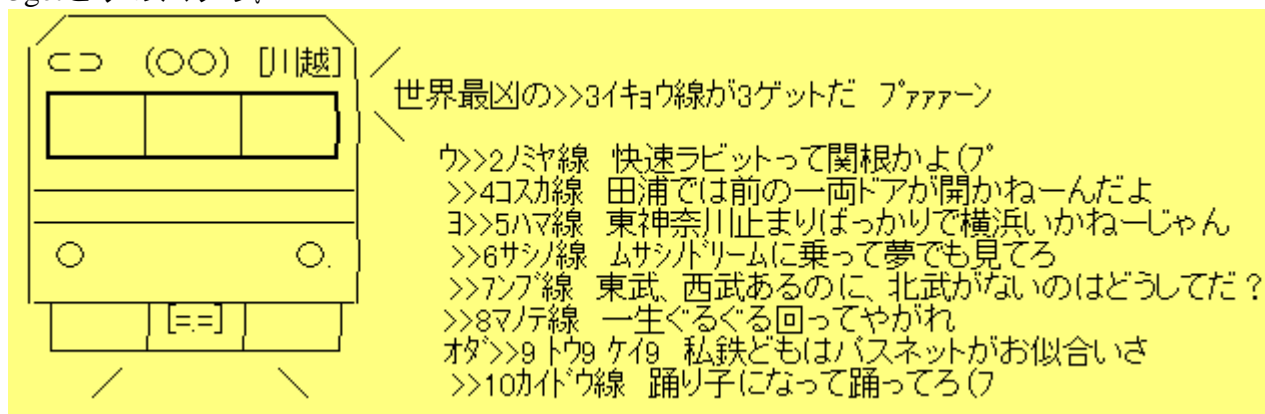 ⊂⊃ (○○) [川越]
世界最凶の>>3イキョウ線が3ゲットだ プァァァーン
ウ>>2ノミヤ線 快速ラビットって関根かよ(プ
>>4コスカ線 田浦では前の一両ドアが開かねーんだよ
ヨ>>5ハマ線 東神奈川止まりばっかりで横浜いかねーじゃん
>>6サシノ線 ムサシノドリームに乗って夢でも見てろ
>>7ンブ線 東武、西武あるのに、北武がないのはどうしてだ?
>>8マノテ線 一生ぐるぐる回ってやがれ
オダ>>9 トウ9 ケイ9 私鉄どもはパスネットがお似合いさ
>>10カイドウ線 踊り子になって踊ってろ(フ
[=.=]